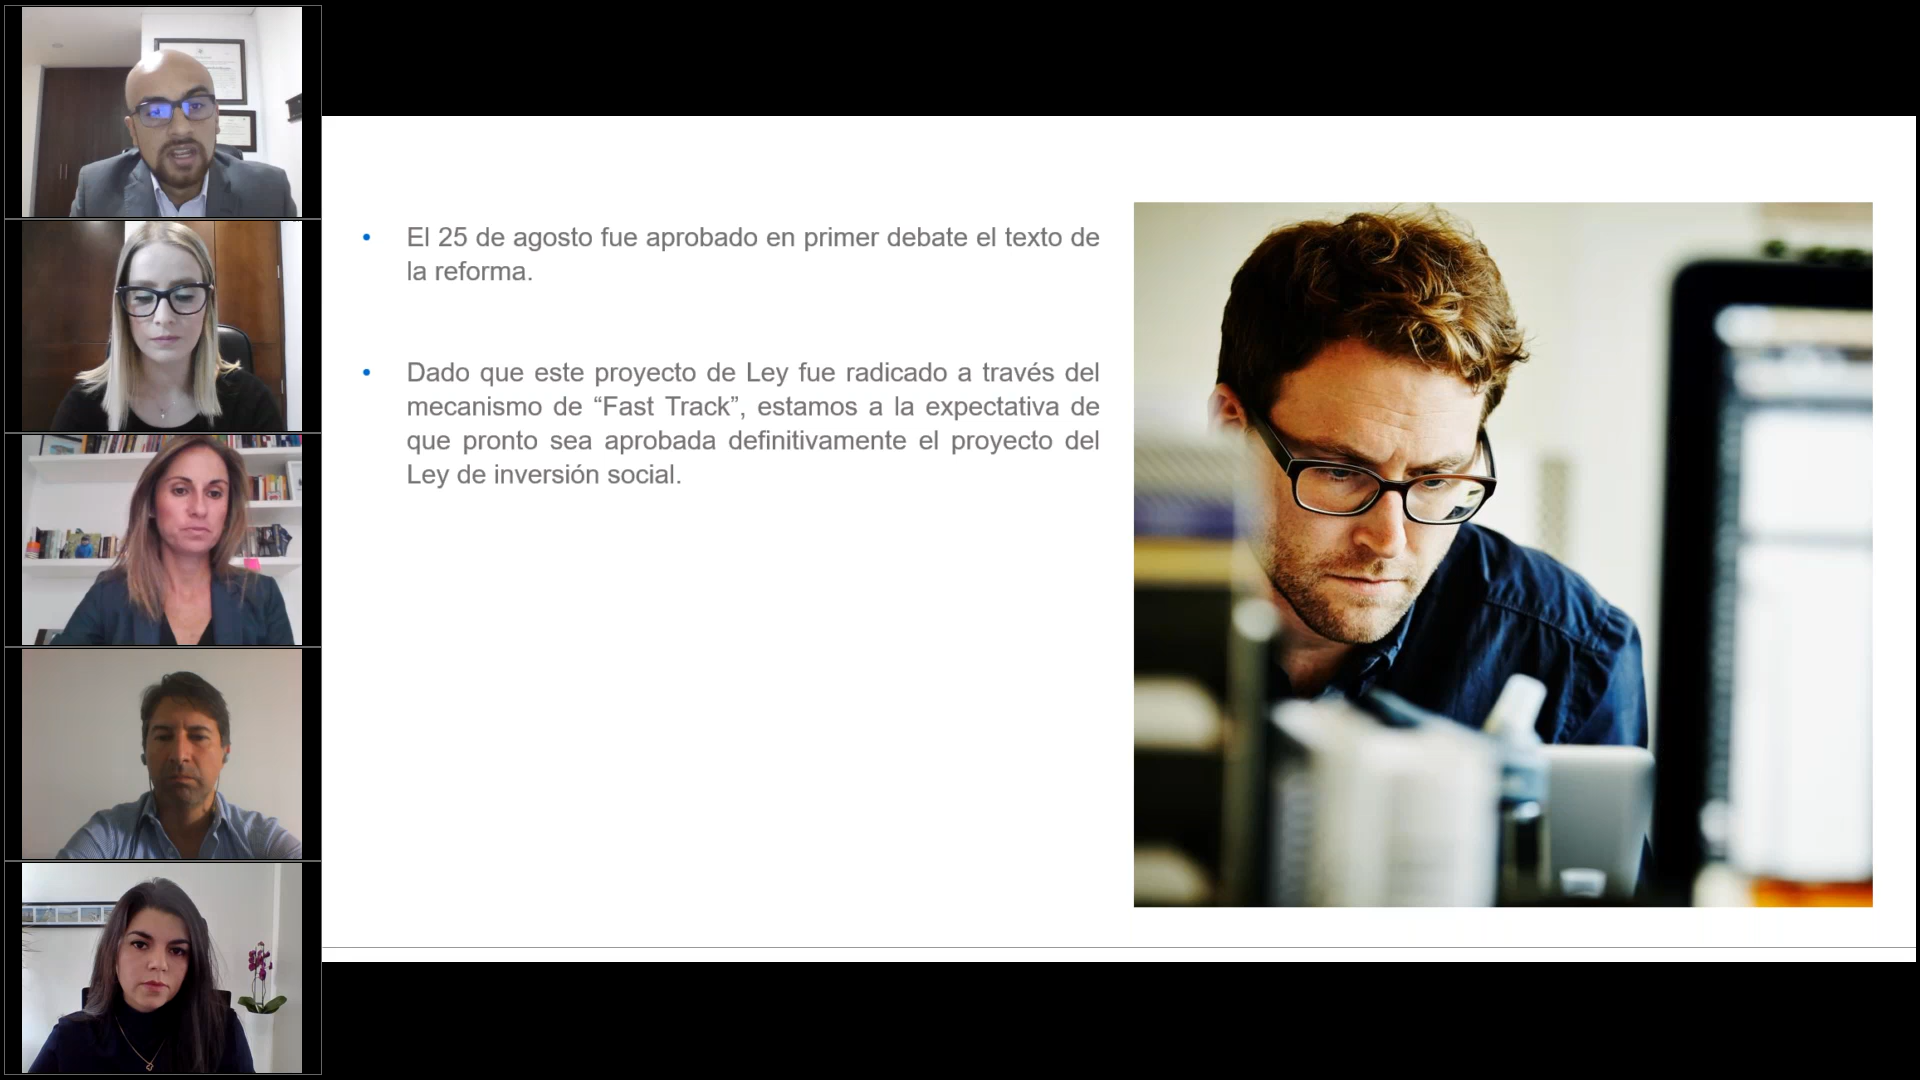 El 25 de agosto fue aprobado en primer debate el texto de
la reforma.
Dado que este proyecto de Ley fue radicado a través del
mecanismo de “Fast Track”, estamos a la expectativa de
que pronto sea aprobada definitivamente el proyecto del
Ley de inversión social.